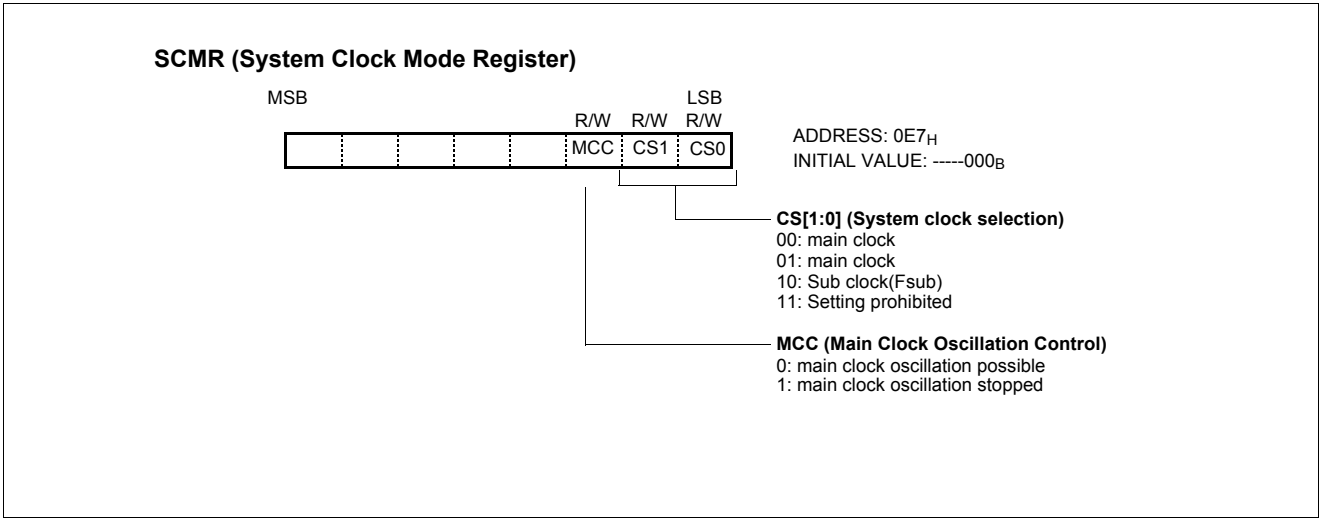 SCMR (System Clock Mode Register)
MSB LSB
R/W R/W R/W
MCC CS1 CS0
ADDRESS: 0E7H
INITIAL VALUE: -----000B
CS[1:0] (System clock selection)
00: main clock
01: main clock
10: Sub clock(Fsub)
11: Setting prohibited
MCC (Main Clock Oscillation Control)
0: main clock oscillation possible
1: main clock oscillation stopped